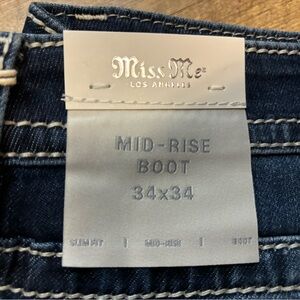 Miss Me
LOS ANGELES
MID-RISE
BOOT
34x34
SLIM FIT | MID-RISE | BOOT